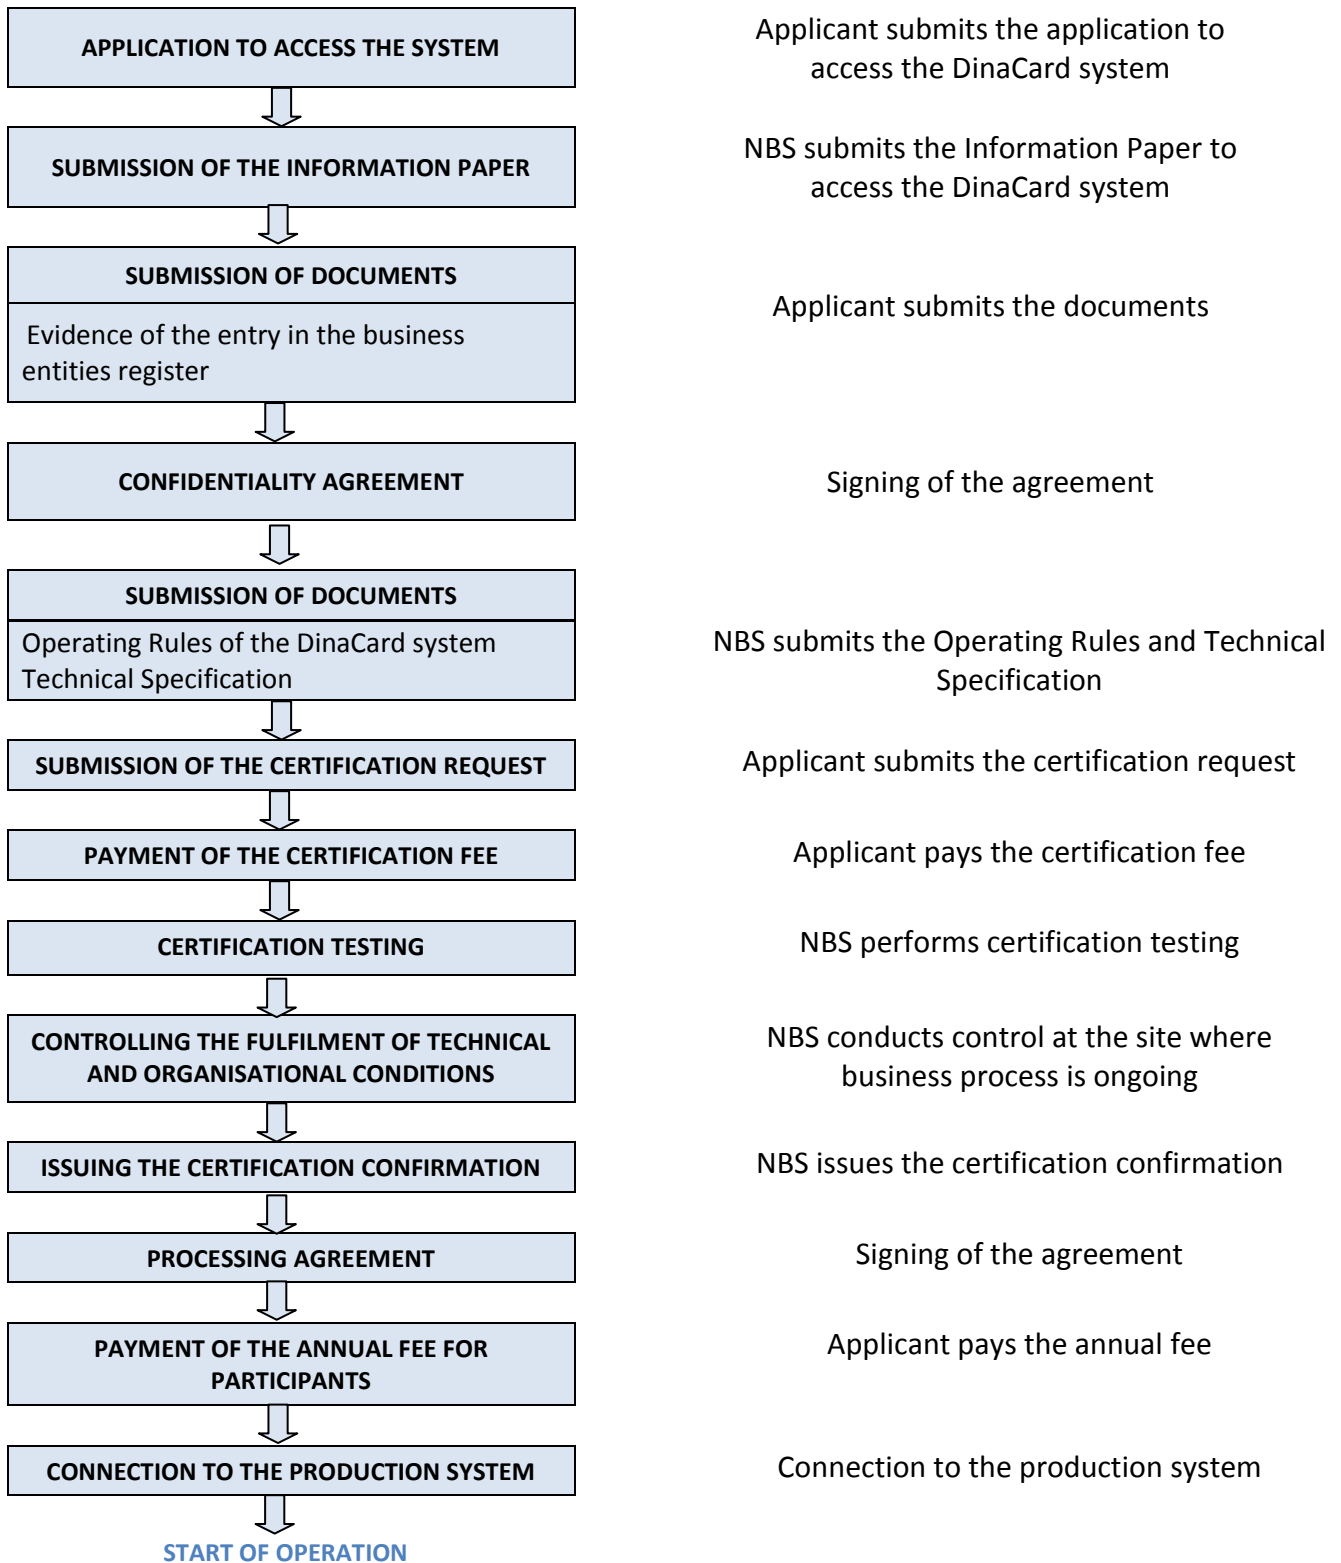 APPLICATION TO ACCESS THE SYSTEM
Applicant submits the application to
access the DinaCard system
SUBMISSION OF THE INFORMATION PAPER
NBS submits the Information Paper to
access the DinaCard system
SUBMISSION OF DOCUMENTS
Evidence of the entry in the business
entities register
Applicant submits the documents
CONFIDENTIALITY AGREEMENT
Signing of the agreement
SUBMISSION OF DOCUMENTS
Operating Rules of the DinaCard system
Technical Specification
NBS submits the Operating Rules and Technical
Specification
SUBMISSION OF THE CERTIFICATION REQUEST
Applicant submits the certification request
PAYMENT OF THE CERTIFICATION FEE
Applicant pays the certification fee
CERTIFICATION TESTING
NBS performs certification testing
CONTROLLING THE FULFILMENT OF TECHNICAL
AND ORGANISATIONAL CONDITIONS
NBS conducts control at the site where
business process is ongoing
ISSUING THE CERTIFICATION CONFIRMATION
NBS issues the certification confirmation
PROCESSING AGREEMENT
Signing of the agreement
PAYMENT OF THE ANNUAL FEE FOR
PARTICIPANTS
Applicant pays the annual fee
CONNECTION TO THE PRODUCTION SYSTEM
Connection to the production system
START OF OPERATION